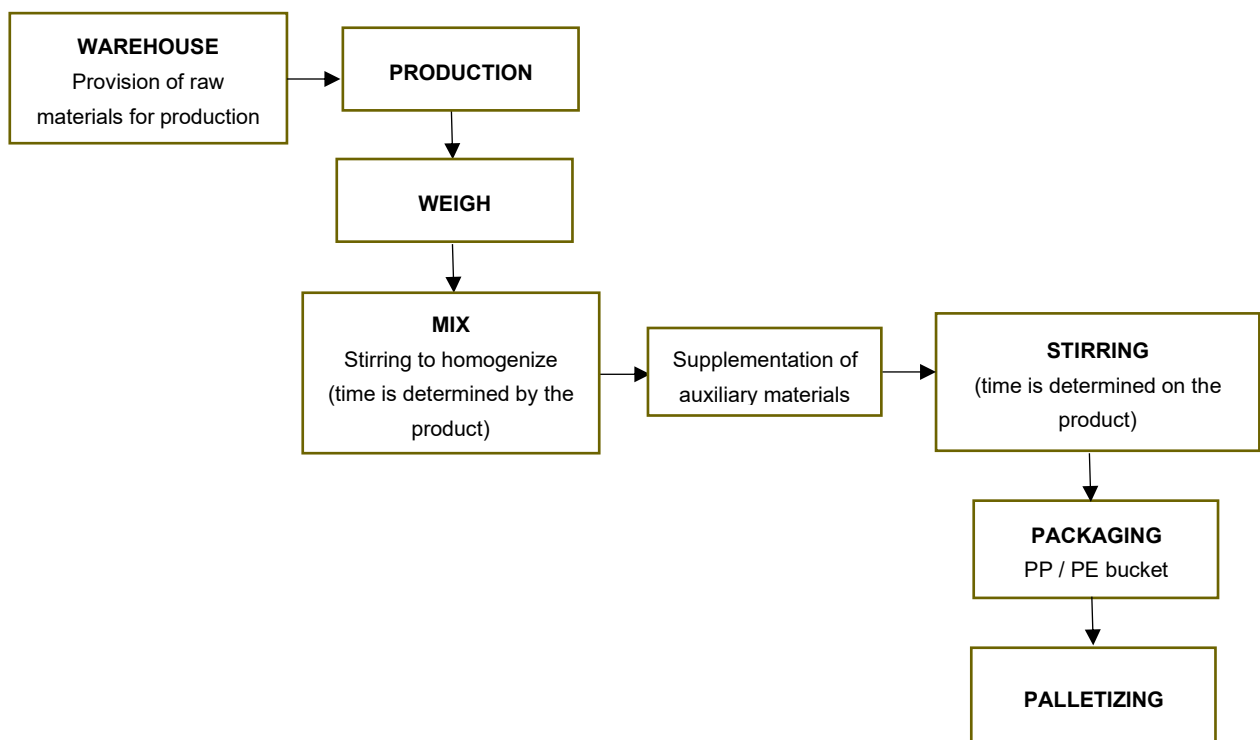 WAREHOUSE
Provision of raw
materials for production
PRODUCTION
WEIGH
MIX
Stirring to homogenize
(time is determined by the
product)
Supplementation of
auxiliary materials
STIRRING
(time is determined on the
product)
PACKAGING
PP / PE bucket
PALLETIZING